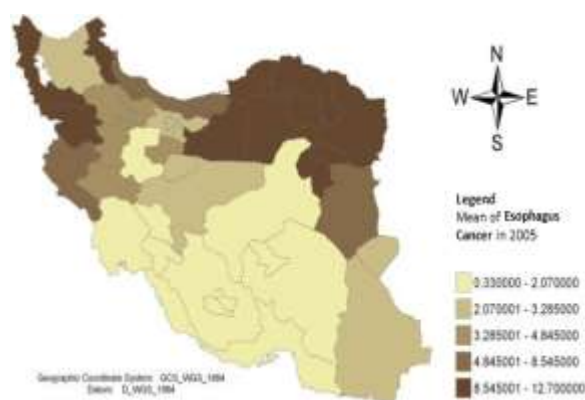 N
W E
S
Legend
Mean of Esophagus
Cancer in 2005
0.330000 - 2.070000
2.070001 - 3.285000
3.285001 - 4.845000
4.845001 - 8.545000
8.545001 - 12.700000
Geographic Coordinate System: GCS_WGS_1984
Datum: D_WGS_1984